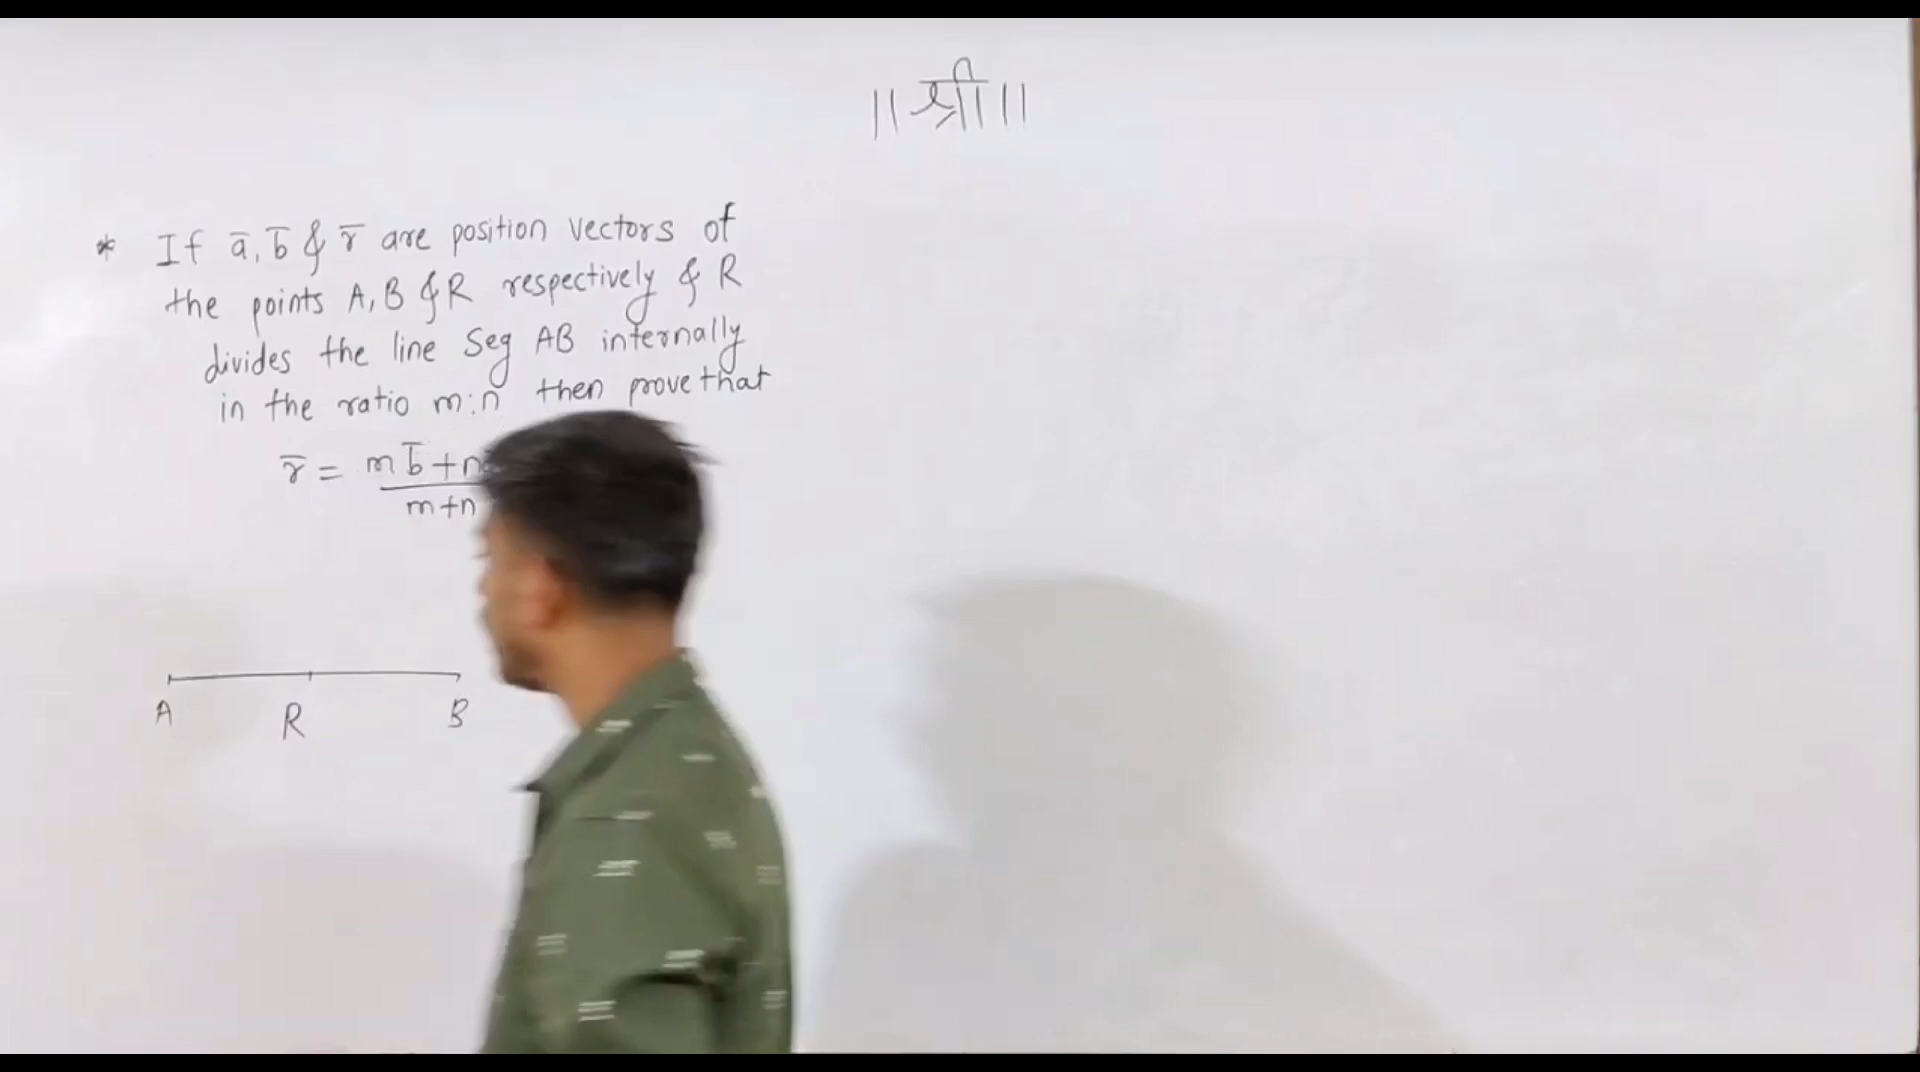 ॥ श्री ॥
* If a̅, b̅ & r̅ are position vectors of
the points A, B & R respectively & R
divides the line Seg AB internally
in the ratio m:n then prove that
r̅ = m b̅ + n
m+n
A R B